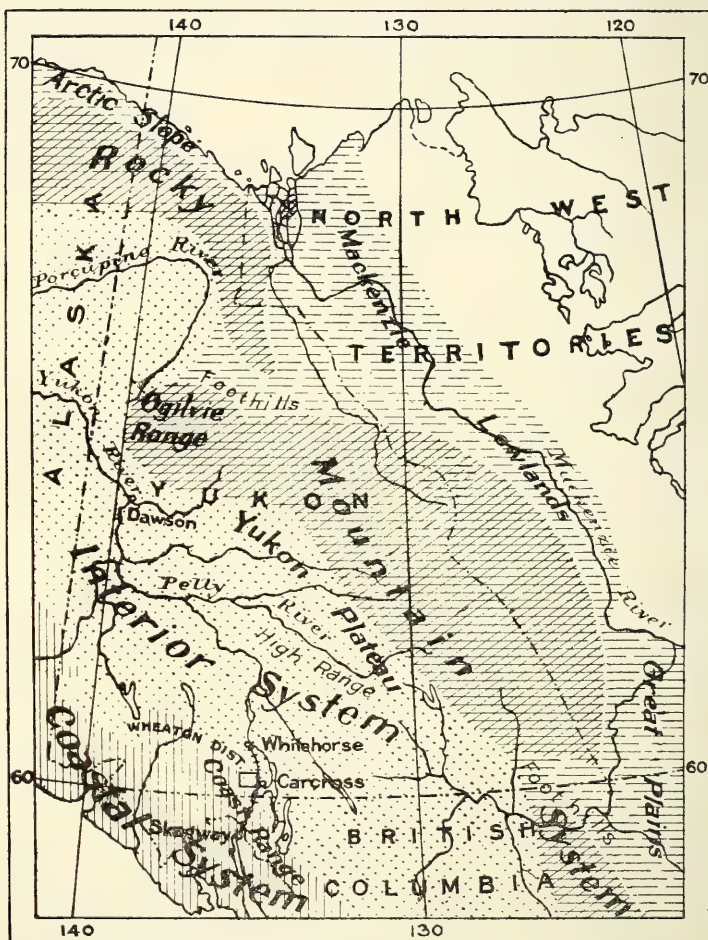 140 130 120
70 70
Arctic Slope
Rocky
NORTH WEST
Mackenzie
ALASKA
Porcupine River
TERRITORIES
Yukon River
Foothills
Ogilvie
Range
Lowlands
Mackenzie River
YUKON
Mountain
Dawson
Yukon Plateau
Interior
Pelly River
High Range
System
Great Plains
Coastal System
WHEATON DIST.
Whitehorse
60 60
Carcross
Coast Range
Foothills
Skagway
BRITISH
System
COLUMBIA
140 130